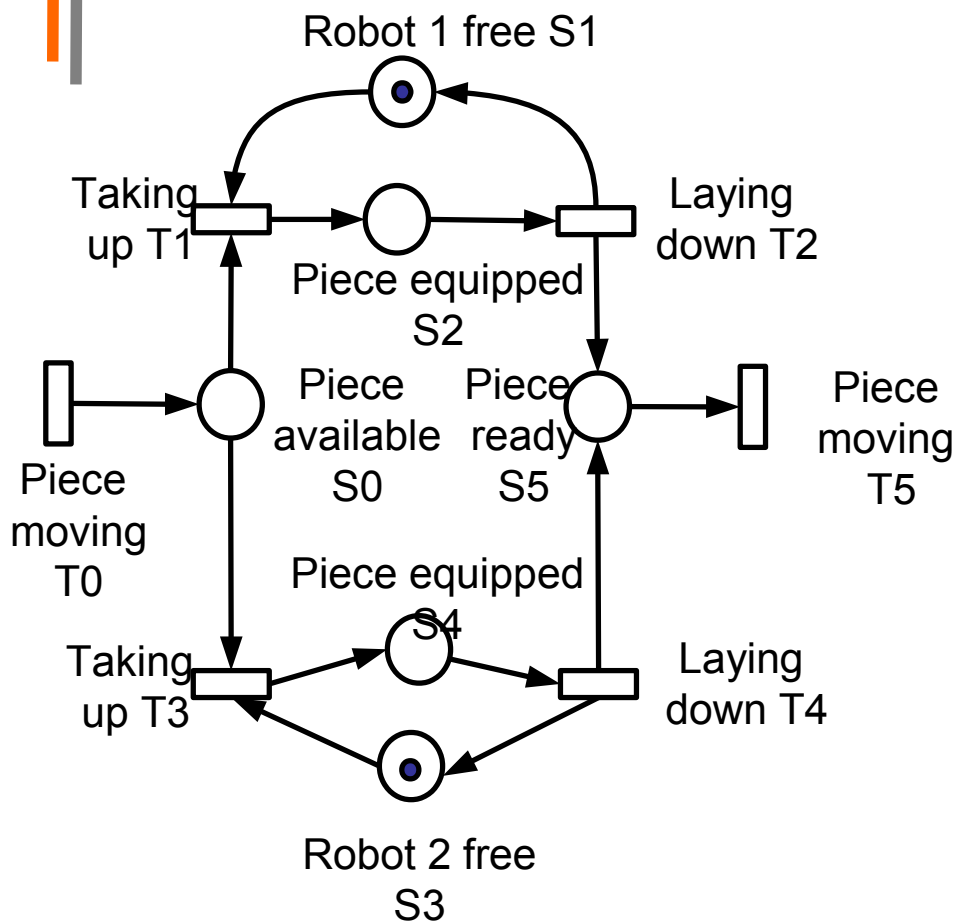 Robot 1 free S1
Taking
up T1
Laying
down T2
Piece equipped
S2
Piece
available
S0
Piece
ready
S5
Piece
moving
T5
Piece
moving
T0
Piece equipped
S4
Taking
up T3
Laying
down T4
Robot 2 free
S3